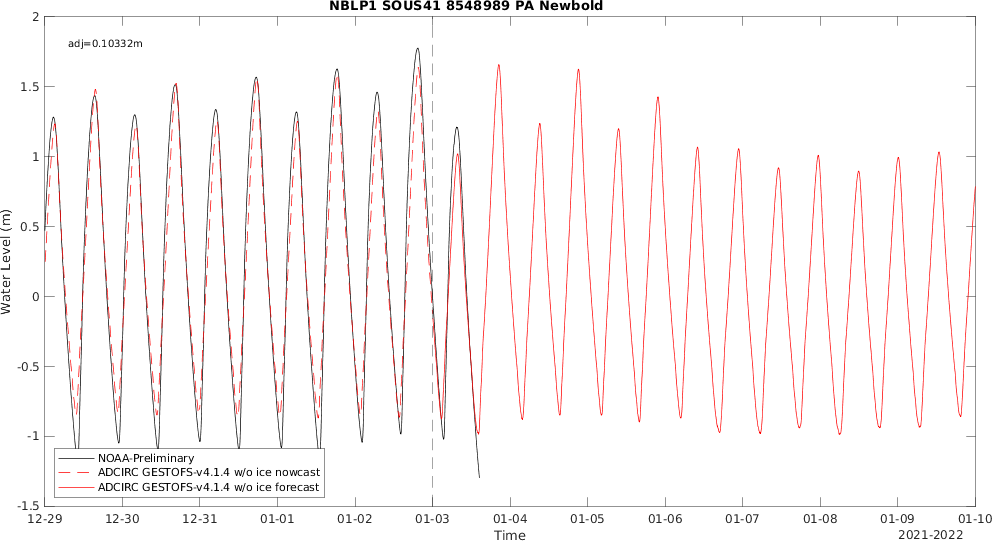 NBLP1 SOUS41 8548989 PA Newbold
adj=0.10332m
Water Level (m)
2
1.5
1
0.5
0
-0.5
-1
-1.5
NOAA-Preliminary
ADCIRC GESTOFS-v4.1.4 w/o ice nowcast
ADCIRC GESTOFS-v4.1.4 w/o ice forecast
12-29 12-30 12-31 01-01 01-02 01-03 01-04 01-05 01-06 01-07 01-08 01-09 01-10
Time
2021-2022